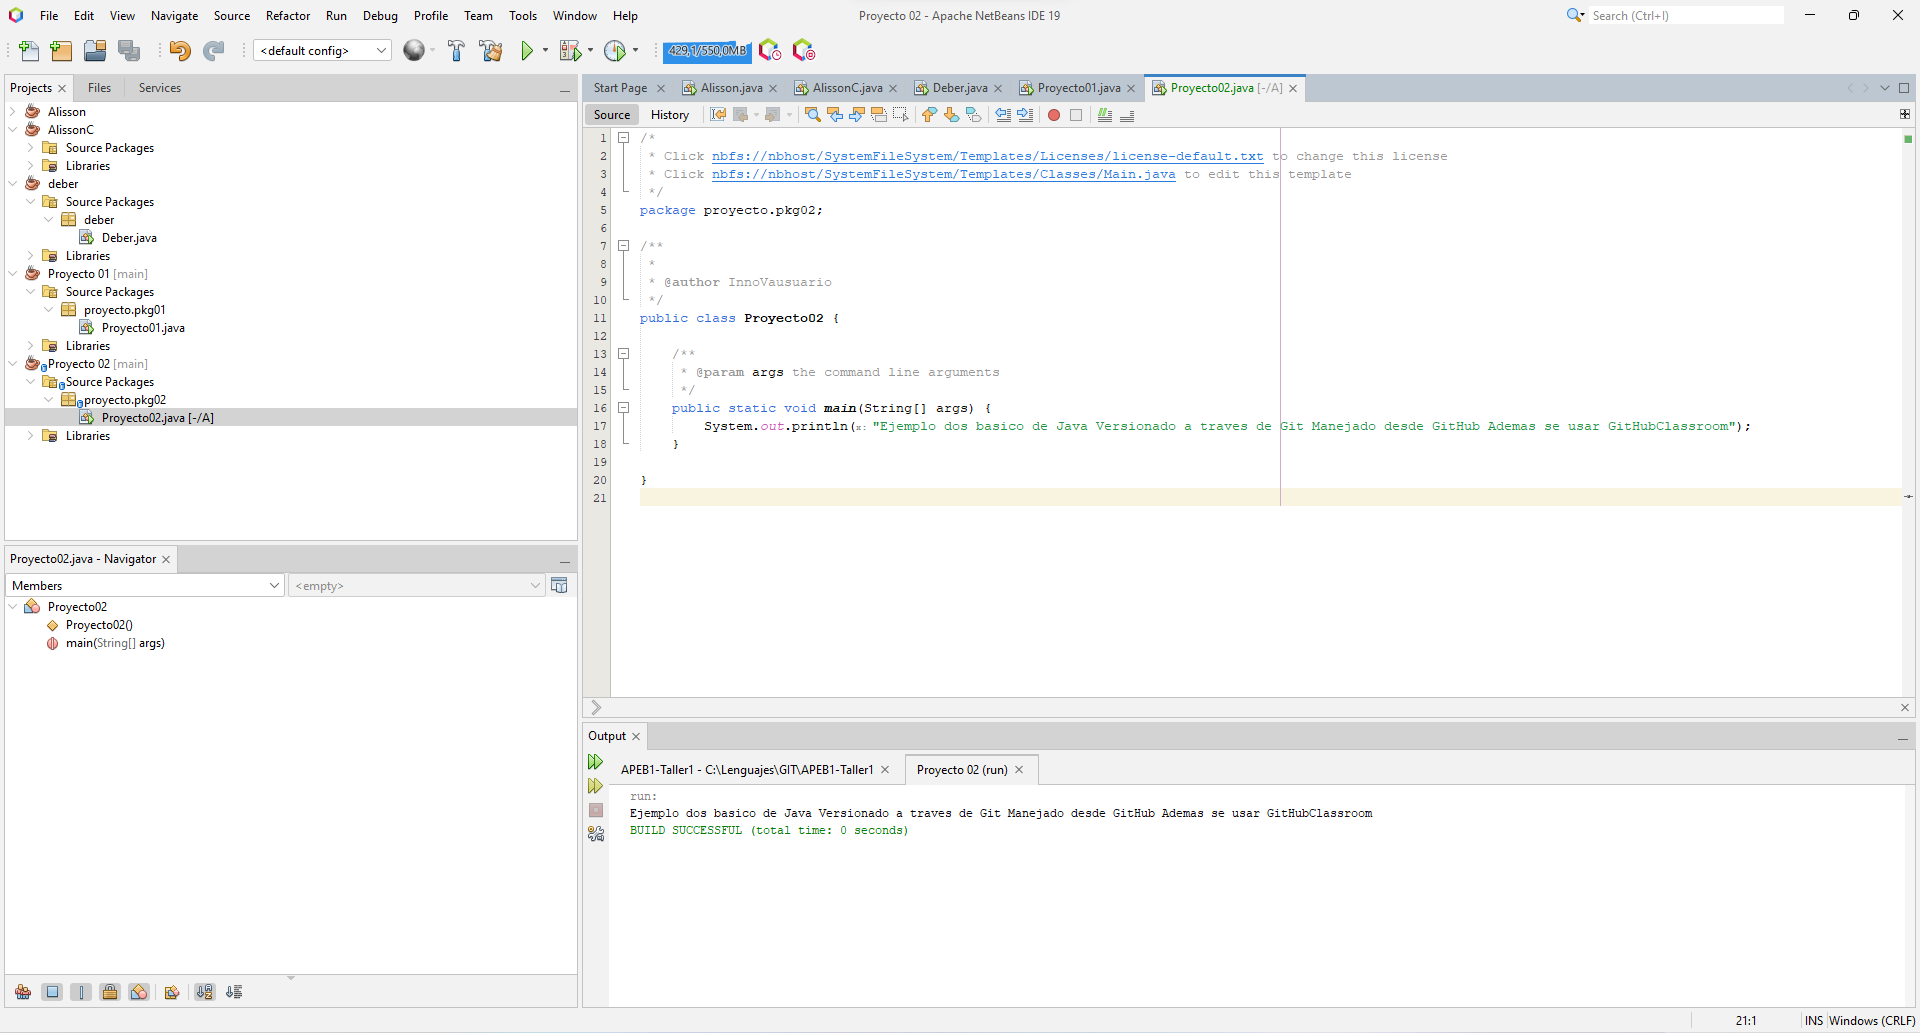 File Edit View Navigate Source Refactor Run Debug Profile Team Tools Window Help
Proyecto 02 - Apache NetBeans IDE 19
Search (Ctrl+I)
<default config>
429,1/550,0MB
Projects Files Services
Alisson
AlissonC
Source Packages
Libraries
deber
Source Packages
deber
Deber.java
Libraries
Proyecto 01 [main]
Source Packages
proyecto.pkg01
Proyecto01.java
Libraries
Proyecto 02 [main]
Source Packages
proyecto.pkg02
Proyecto02.java [-/A]
Libraries
Proyecto02.java - Navigator
Members
<empty>
Proyecto02
Proyecto02()
main(String[] args)
Start Page Alisson.java AlissonC.java Deber.java Proyecto01.java Proyecto02.java [-/A]
Source History
1 /*
2 * Click nbfs://nbhost/SystemFileSystem/Templates/Licenses/license-default.txt to change this license
3 * Click nbfs://nbhost/SystemFileSystem/Templates/Classes/Main.java to edit this template
4 */
5 package proyecto.pkg02;
6
7 /**
8 *
9 * @author InnoVausuario
10 */
11 public class Proyecto02 {
12
13 /**
14 * @param args the command line arguments
15 */
16 public static void main(String[] args) {
17 System.out.println(x: "Ejemplo dos basico de Java Versionado a traves de Git Manejado desde GitHub Ademas se usar GitHubClassroom");
18 }
19
20 }
21
Output
APEB1-Taller1 - C:\Lenguajes\GIT\APEB1-Taller1
Proyecto 02 (run)
run:
Ejemplo dos basico de Java Versionado a traves de Git Manejado desde GitHub Ademas se usar GitHubClassroom
BUILD SUCCESSFUL (total time: 0 seconds)
21:1 INS Windows (CRLF)